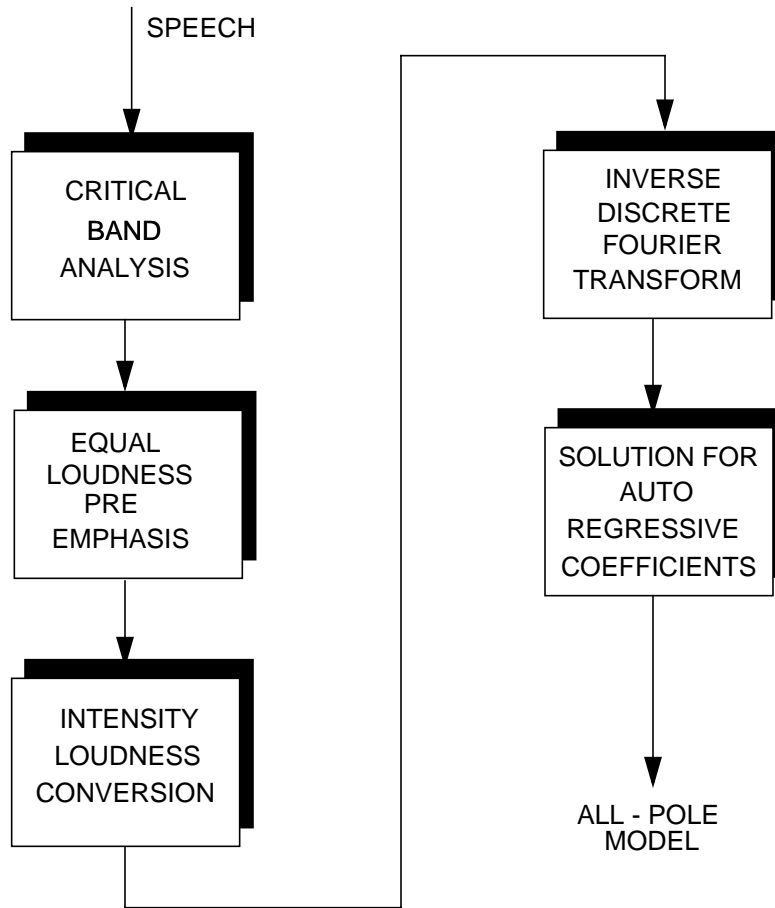 SPEECH
CRITICAL
BAND
ANALYSIS
EQUAL
LOUDNESS
PRE
EMPHASIS
INTENSITY
LOUDNESS
CONVERSION
INVERSE
DISCRETE
FOURIER
TRANSFORM
SOLUTION FOR
AUTO
REGRESSIVE
COEFFICIENTS
ALL - POLE
MODEL